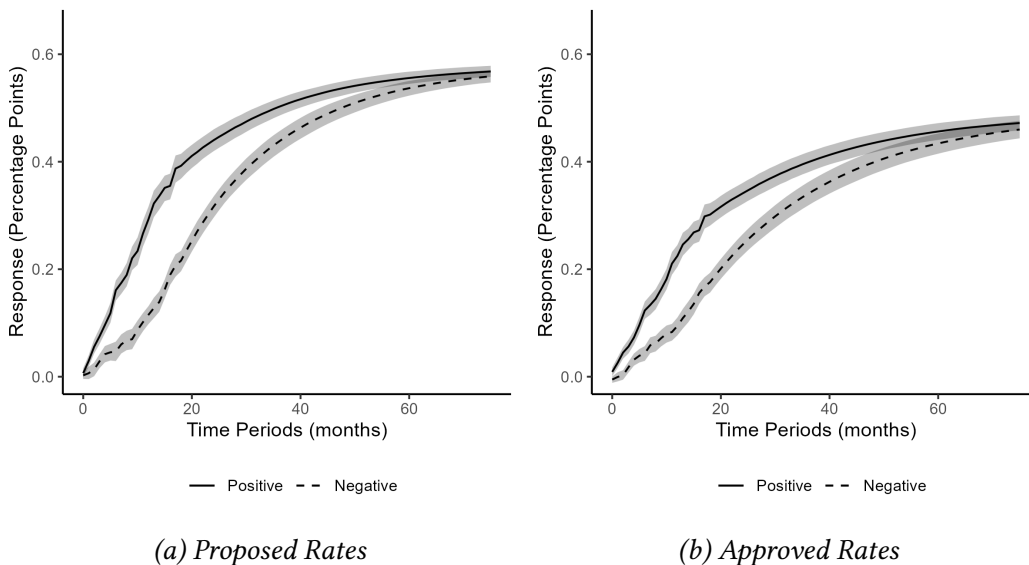 Response (Percentage Points)
0.6
0.4
0.2
0.0
0 20 40 60
Time Periods (months)
Positive Negative
(a) Proposed Rates
Response (Percentage Points)
0.6
0.4
0.2
0.0
0 20 40 60
Time Periods (months)
Positive Negative
(b) Approved Rates